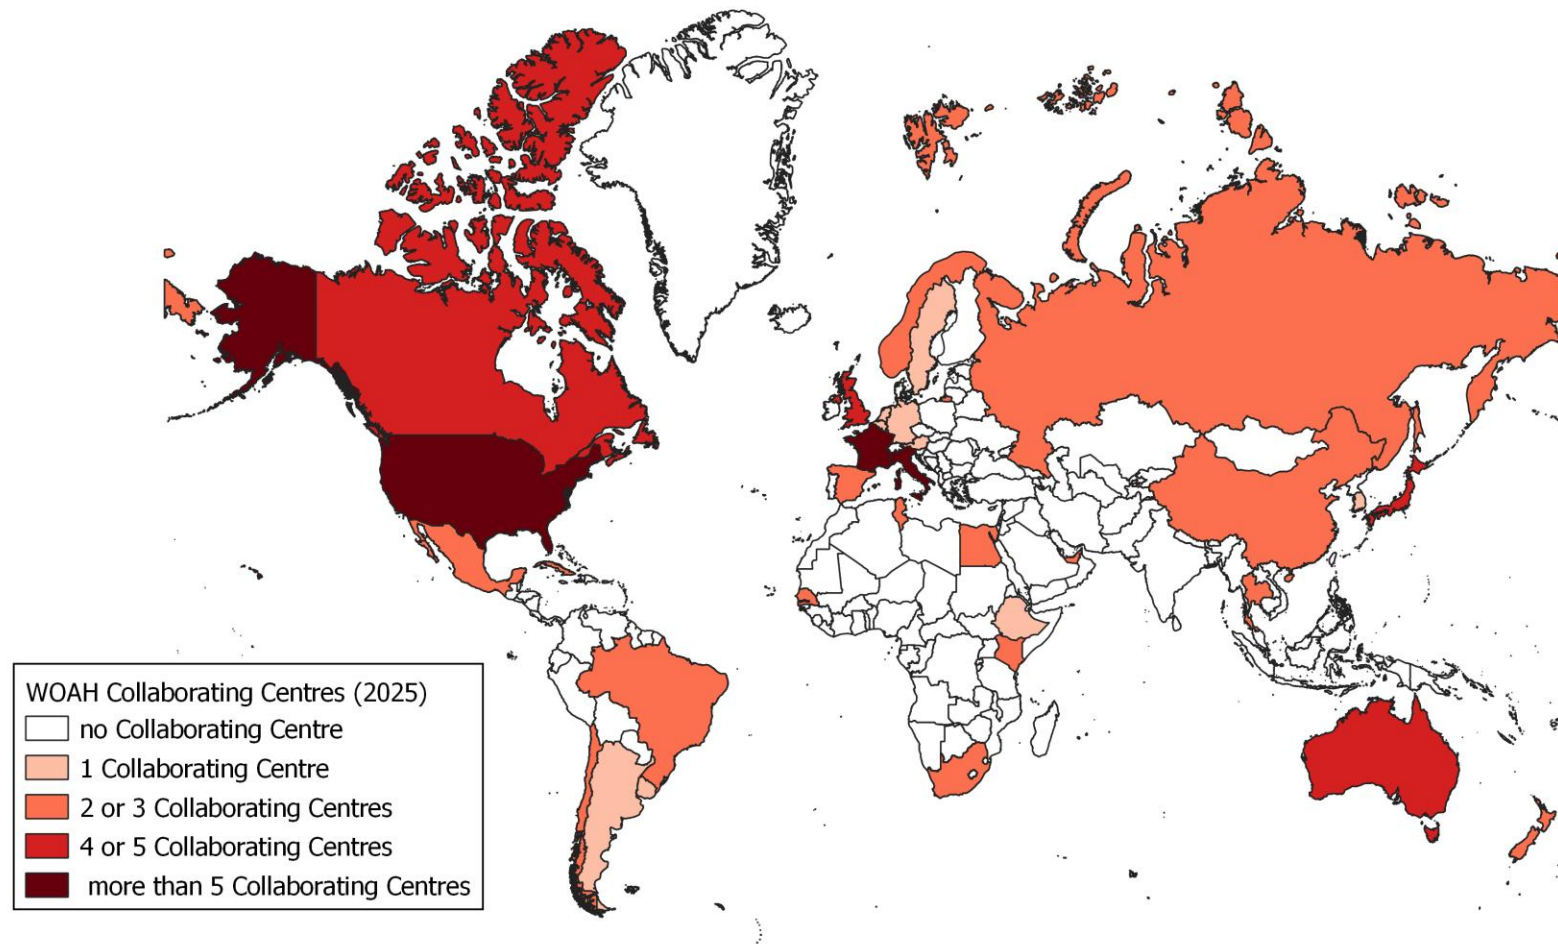 WOAH Collaborating Centres (2025)
no Collaborating Centre
1 Collaborating Centre
2 or 3 Collaborating Centres
4 or 5 Collaborating Centres
more than 5 Collaborating Centres